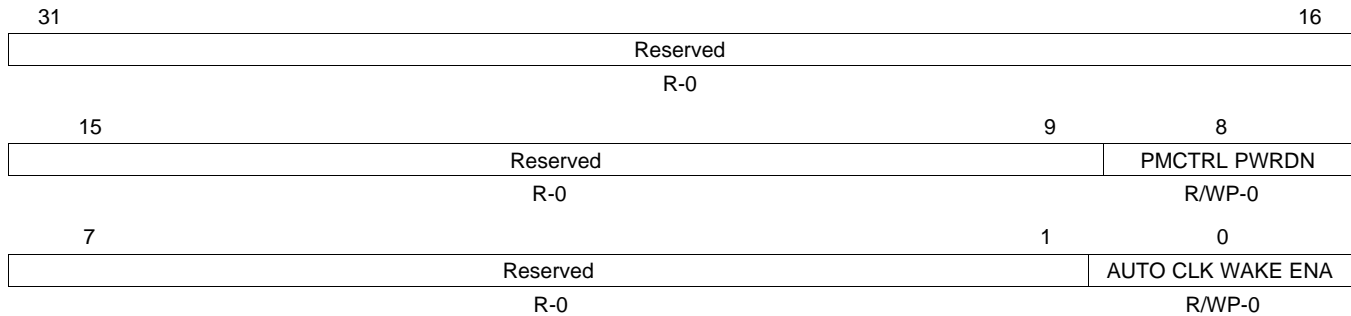 31 16
Reserved
R-0
15 9 8
Reserved PMCTRL PWRDN
R-0 R/WP-0
7 1 0
Reserved AUTO CLK WAKE ENA
R-0 R/WP-0